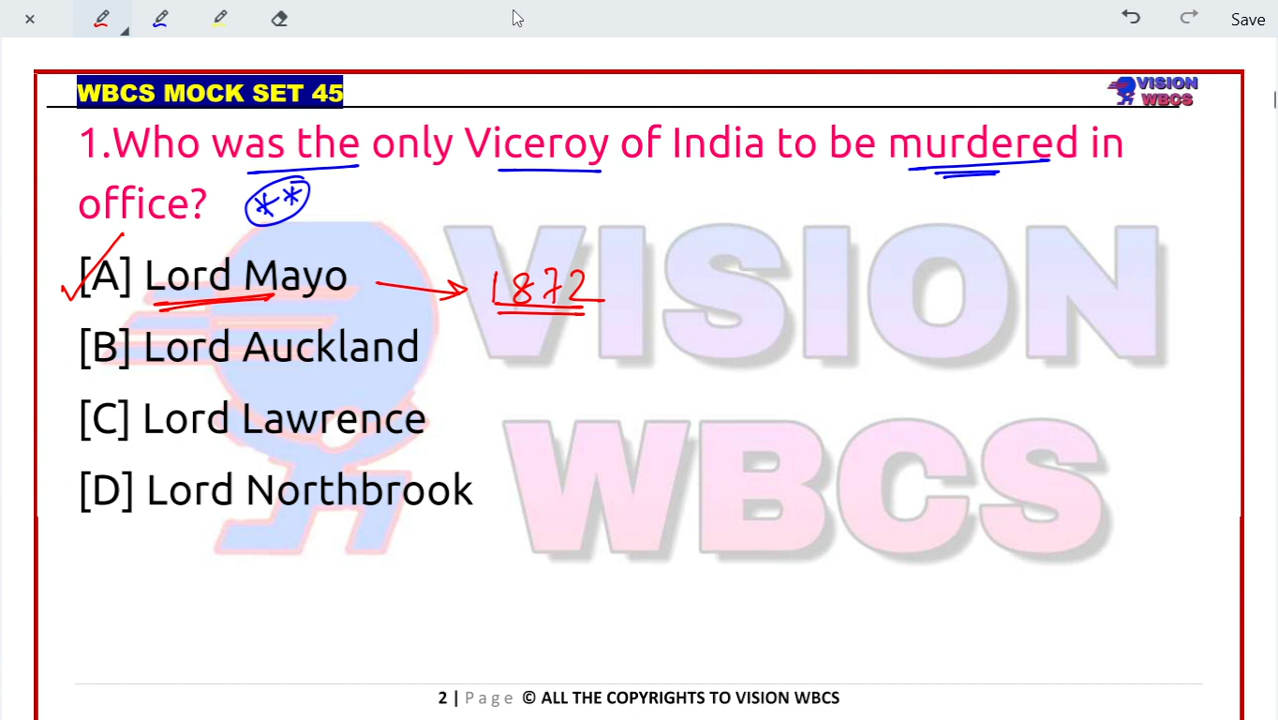 Save
WBCS MOCK SET 45
VISION
WBCS
1.Who was the only Viceroy of India to be murdered in
office? **
[A] Lord Mayo → 1872
[B] Lord Auckland
[C] Lord Lawrence
[D] Lord Northbrook
VISION
WBCS
2 | Page © ALL THE COPYRIGHTS TO VISION WBCS